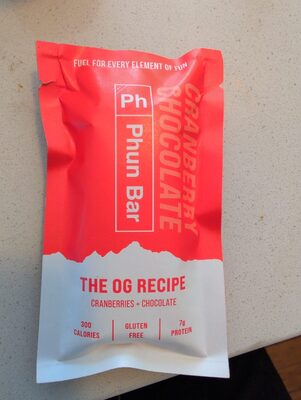 FUEL FOR EVERY ELEMENT OF FUN
Ph
Phun Bar
CRANBERRY
CHOCOLATE
THE OG RECIPE
CRANBERRIES + CHOCOLATE
300
CALORIES
GLUTEN
FREE
7g
PROTEIN